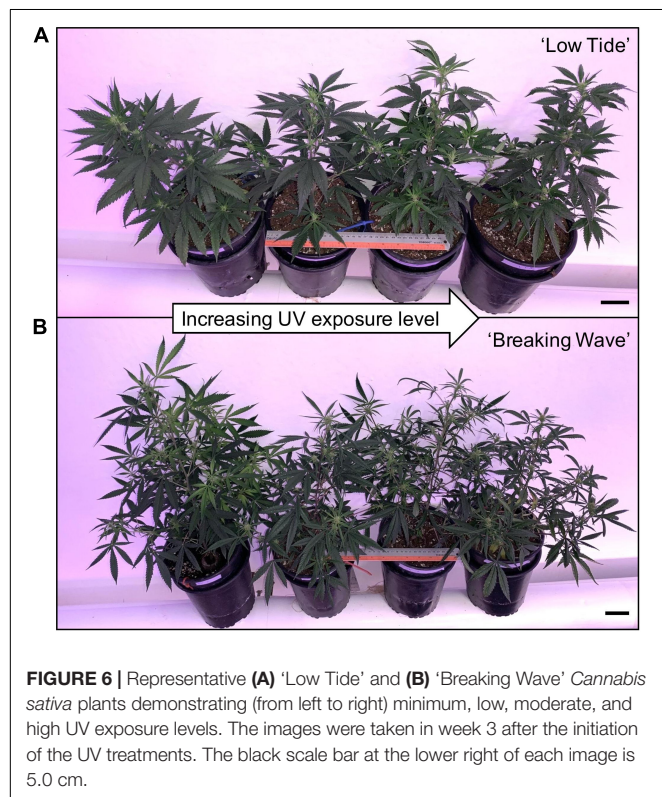 A
'Low Tide'
Increasing UV exposure level
B
'Breaking Wave'
FIGURE 6 | Representative (A) 'Low Tide' and (B) 'Breaking Wave' Cannabis
sativa plants demonstrating (from left to right) minimum, low, moderate, and
high UV exposure levels. The images were taken in week 3 after the initiation
of the UV treatments. The black scale bar at the lower right of each image is
5.0 cm.